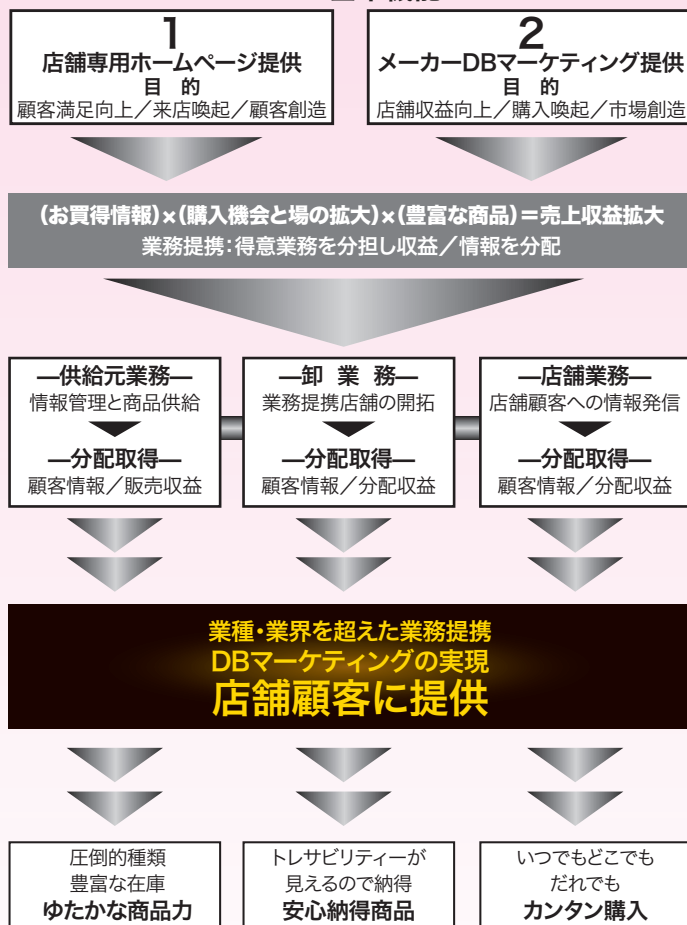 1
店舗専用ホームページ提供
目 的
顧客満足向上／来店喚起／顧客創造
2
メーカーDBマーケティング提供
目 的
店舗収益向上／購入喚起／市場創造
(お買得情報)×(購入機会と場の拡大)×(豊富な商品)＝売上収益拡大
業務提携：得意業務を分担し収益／情報を分配
―供給元業務―
情報管理と商品供給
―分配取得―
顧客情報／販売収益
―卸 業 務―
業務提携店舗の開拓
―分配取得―
顧客情報／分配収益
―店舗業務―
店舗顧客への情報発信
―分配取得―
顧客情報／分配収益
業種・業界を超えた業務提携
DBマーケティングの実現
店舗顧客に提供
圧倒的種類
豊富な在庫
ゆたかな商品力
トレサビリティーが
見えるので納得
安心納得商品
いつでもどこでも
だれでも
カンタン購入